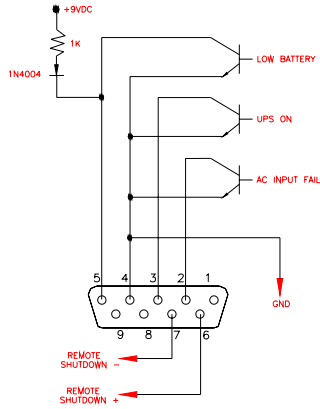 +9VDC
1K
1N4004
LOW BATTERY
UPS ON
AC INPUT FAIL
5 4 3 2 1
GND
9 8 7 6
REMOTE
SHUTDOWN -
REMOTE
SHUTDOWN +